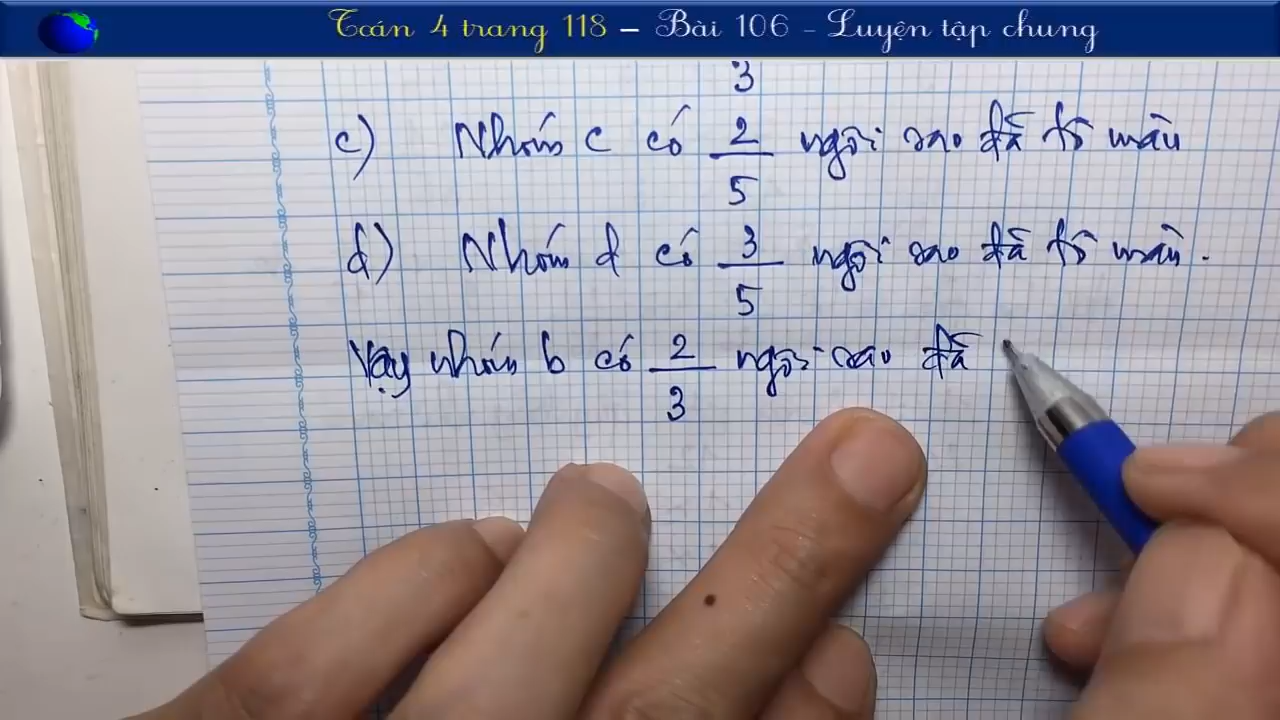 Toán 4 trang 118 – Bài 106 - Luyện tập chung
3
c) Nhóm c có 2/5 ngôi sao đã tô màu
d) Nhóm d có 3/5 ngôi sao đã tô màu.
Vậy nhóm b có 2/3 ngôi sao đã